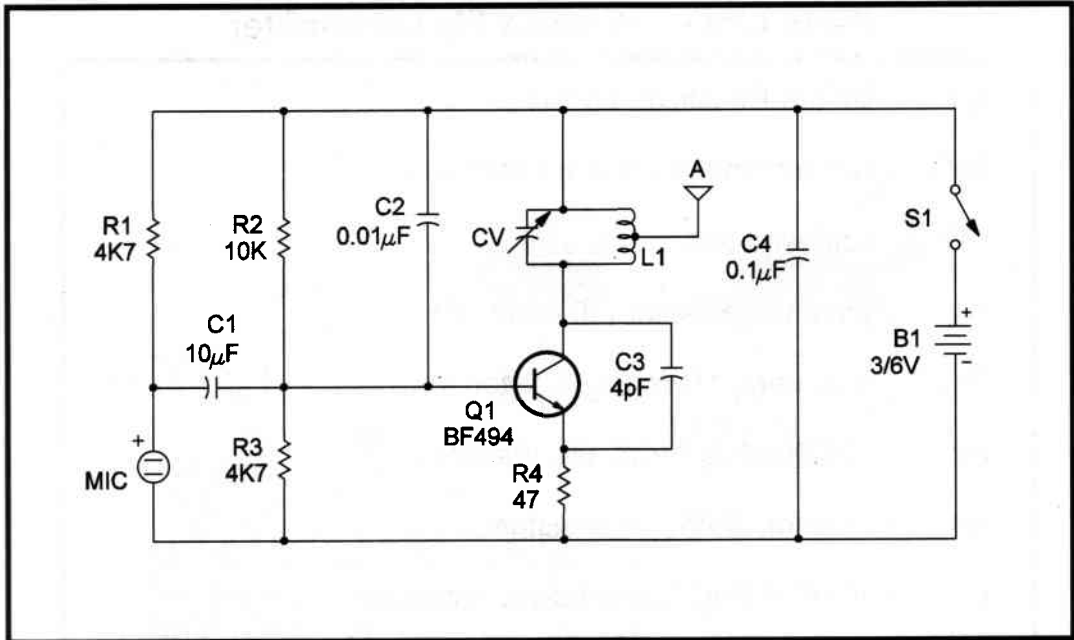 R1
4K7
R2
10K
C2
0.01μF
CV
A
L1
C4
0.1μF
S1
C1
10μF
+
B1
3/6V
-
C3
4pF
Q1
BF494
+
MIC
R3
4K7
R4
47